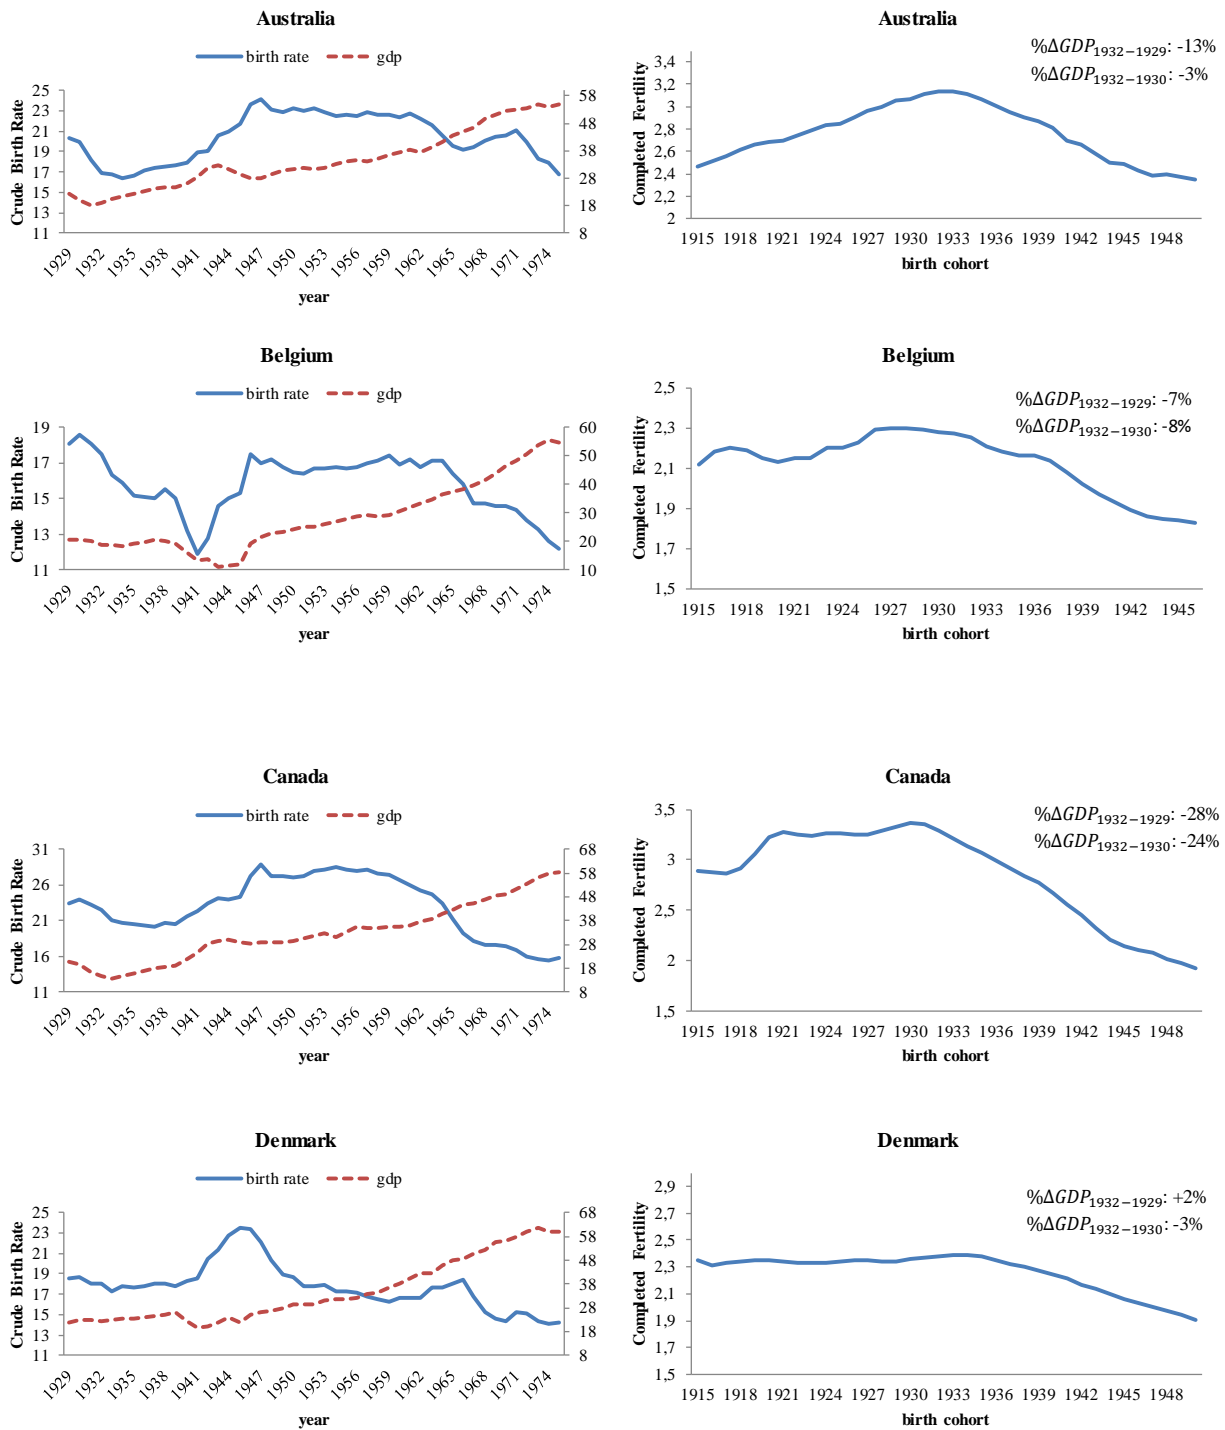 Australia
birth rate gdp
Crude Birth Rate
25
23
21
19
17
15
13
11
58
48
38
28
18
8
1929 1932 1935 1938 1941 1944 1947 1950 1953 1956 1959 1962 1965 1968 1971 1974
year
Australia
%ΔGDP1932−1929: -13%
%ΔGDP1932−1930: -3%
Completed Fertility
3,4
3,2
3
2,8
2,6
2,4
2,2
2
1915 1918 1921 1924 1927 1930 1933 1936 1939 1942 1945 1948
birth cohort
Belgium
birth rate gdp
Crude Birth Rate
19
17
15
13
11
60
50
40
30
20
10
1929 1932 1935 1938 1941 1944 1947 1950 1953 1956 1959 1962 1965 1968 1971 1974
year
Belgium
%ΔGDP1932−1929: -7%
%ΔGDP1932−1930: -8%
Completed Fertility
2,5
2,3
2,1
1,9
1,7
1,5
1915 1918 1921 1924 1927 1930 1933 1936 1939 1942 1945
birth cohort
Canada
birth rate gdp
Crude Birth Rate
31
26
21
16
11
68
58
48
38
28
18
8
1929 1932 1935 1938 1941 1944 1947 1950 1953 1956 1959 1962 1965 1968 1971 1974
year
Canada
%ΔGDP1932−1929: -28%
%ΔGDP1932−1930: -24%
Completed Fertility
3,5
3
2,5
2
1,5
1915 1918 1921 1924 1927 1930 1933 1936 1939 1942 1945 1948
birth cohort
Denmark
birth rate gdp
Crude Birth Rate
25
23
21
19
17
15
13
11
68
58
48
38
28
18
8
1929 1932 1935 1938 1941 1944 1947 1950 1953 1956 1959 1962 1965 1968 1971 1974
year
Denmark
%ΔGDP1932−1929: +2%
%ΔGDP1932−1930: -3%
Completed Fertility
2,9
2,7
2,5
2,3
2,1
1,9
1,7
1,5
1915 1918 1921 1924 1927 1930 1933 1936 1939 1942 1945 1948
birth cohort